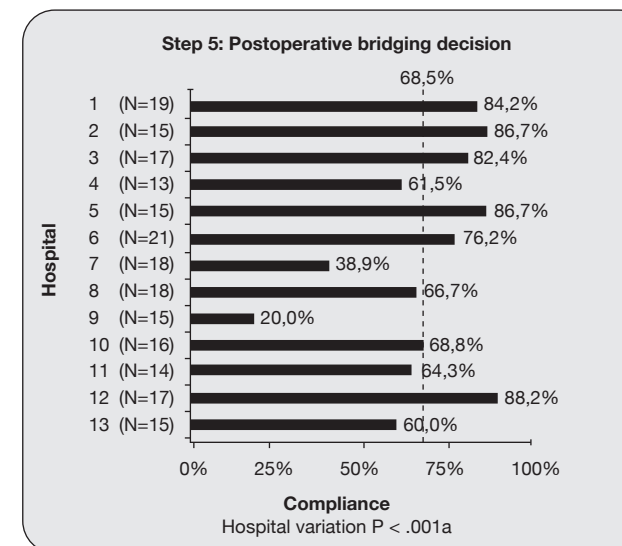 Step 5: Postoperative bridging decision
68,5%
1 (N=19) 84,2%
2 (N=15) 86,7%
3 (N=17) 82,4%
4 (N=13) 61,5%
5 (N=15) 86,7%
6 (N=21) 76,2%
7 (N=18) 38,9%
8 (N=18) 66,7%
9 (N=15) 20,0%
10 (N=16) 68,8%
11 (N=14) 64,3%
12 (N=17) 88,2%
13 (N=15) 60,0%
Hospital
0% 25% 50% 75% 100%
Compliance
Hospital variation P < .001a